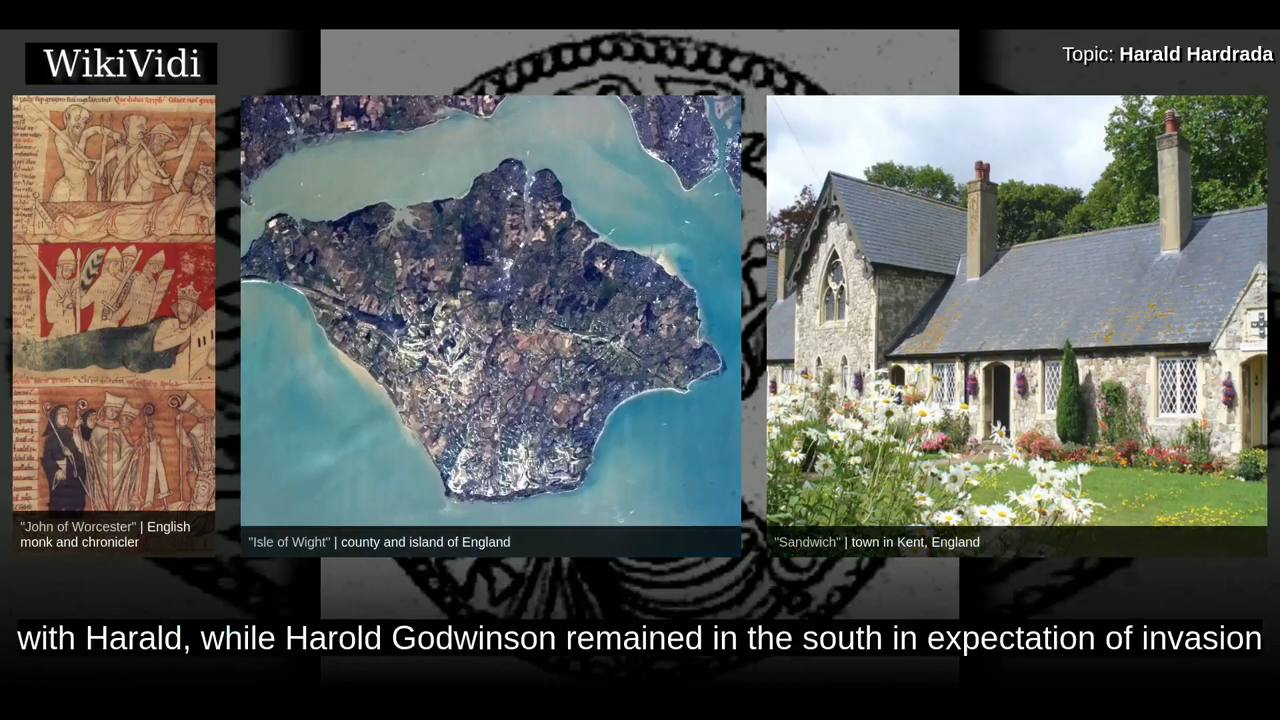 WikiVidi
Topic: Harald Hardrada
"John of Worcester" | English
monk and chronicler
"Isle of Wight" | county and island of England
"Sandwich" | town in Kent, England
with Harald, while Harold Godwinson remained in the south in expectation of invasion